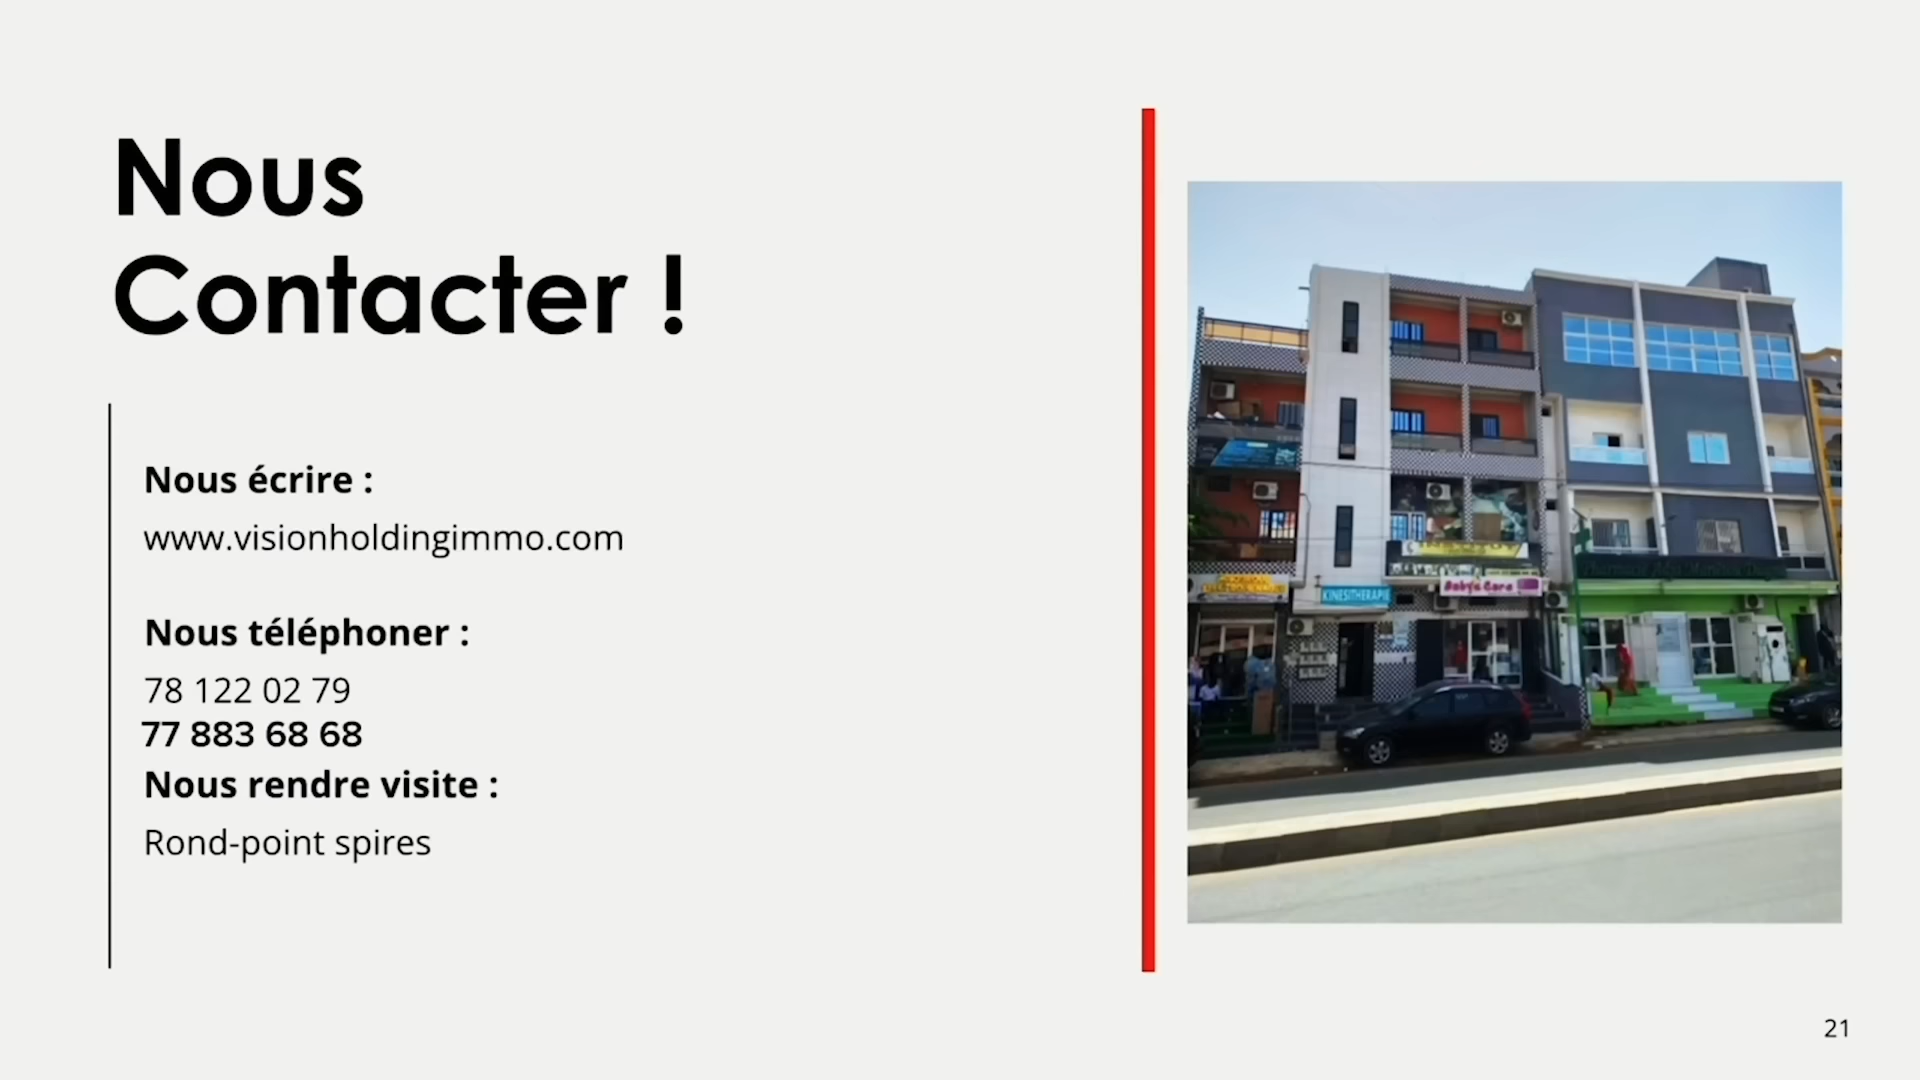 Nous
Contacter !
Nous écrire :
www.visionholdingimmo.com
Nous téléphoner :
78 122 02 79
77 883 68 68
Nous rendre visite :
Rond-point spires
KINESITHERAPIE
21